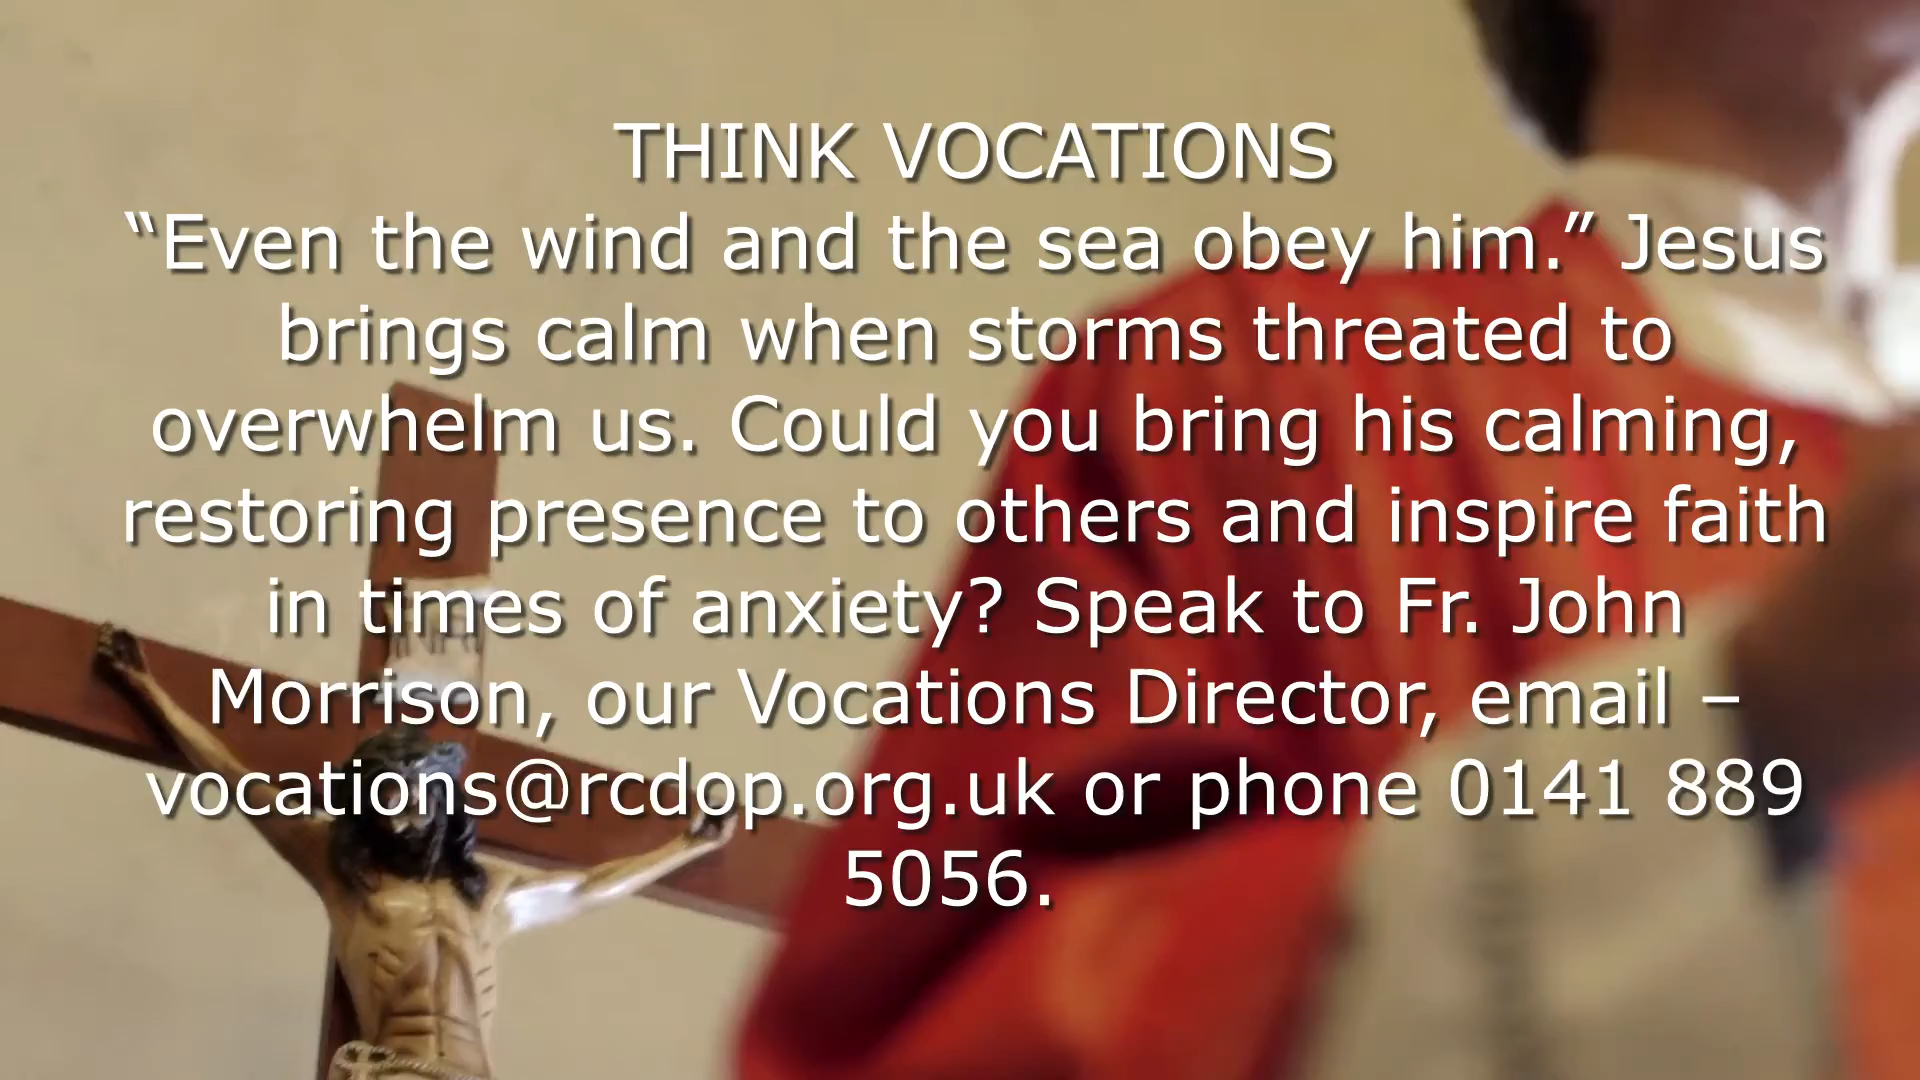 THINK VOCATIONS
“Even the wind and the sea obey him.” Jesus
brings calm when storms threated to
overwhelm us. Could you bring his calming,
restoring presence to others and inspire faith
in times of anxiety? Speak to Fr. John
Morrison, our Vocations Director, email –
vocations@rcdop.org.uk or phone 0141 889
5056.
INRI